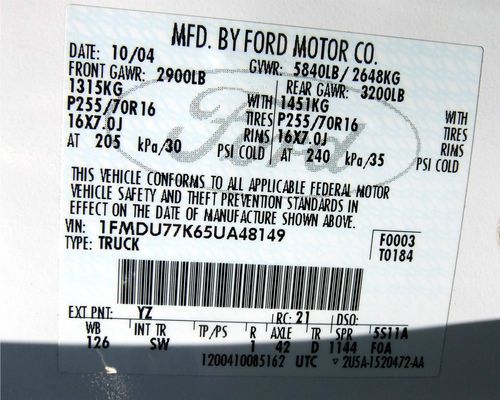 MFD. BY FORD MOTOR CO.
DATE: 10/04 GVWR: 5840LB/ 2648KG
FRONT GAWR: 2900LB REAR GAWR: 3200LB
1315KG WITH 1451KG WITH
P255/70R16 TIRES P255/70R16 TIRES
16X7.0J RIMS 16X7.0J RIMS
AT 205 kPa/30 PSI COLD AT 240 kPa/35 PSI COLD
Ford
THIS VEHICLE CONFORMS TO ALL APPLICABLE FEDERAL MOTOR
VEHICLE SAFETY AND THEFT PREVENTION STANDARDS IN
EFFECT ON THE DATE OF MANUFACTURE SHOWN ABOVE.
VIN: 1FMDU77K65UA48149 F0003
TYPE: TRUCK T0184
EXT PNT: YZ RC: 21 DSO:
WB INT TR TP/PS R AXLE TR SPR 5S11A
126 SW 1 42 D 1144 F0A
1200410085162 UTC ▽ 2U5A-1520472-AA